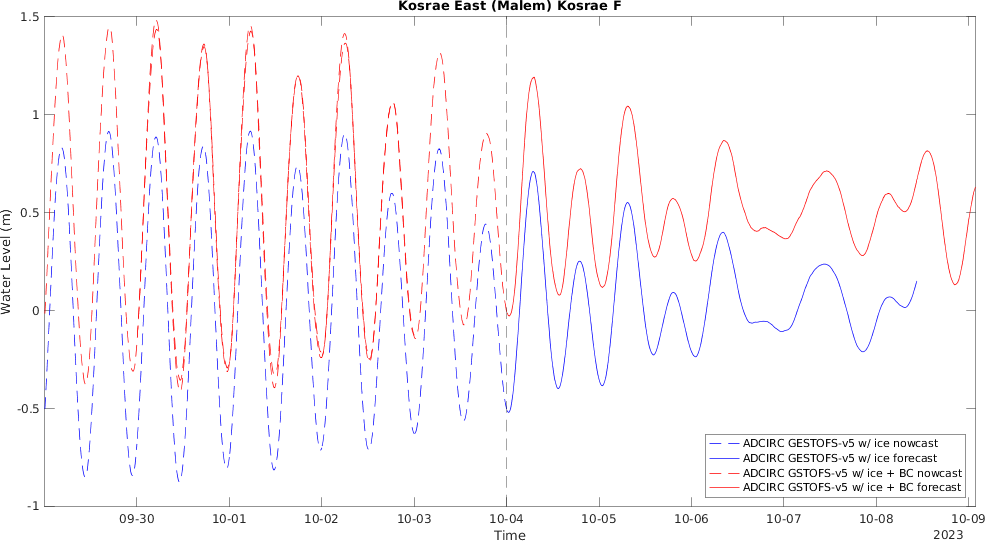 Kosrae East (Malem) Kosrae F
Water Level (m)
1.5
1
0.5
0
-0.5
-1
09-30
10-01
10-02
10-03
10-04
10-05
10-06
10-07
10-08
10-09
Time
2023
ADCIRC GESTOFS-v5 w/ ice nowcast
ADCIRC GESTOFS-v5 w/ ice forecast
ADCIRC GSTOFS-v5 w/ ice + BC nowcast
ADCIRC GSTOFS-v5 w/ ice + BC forecast